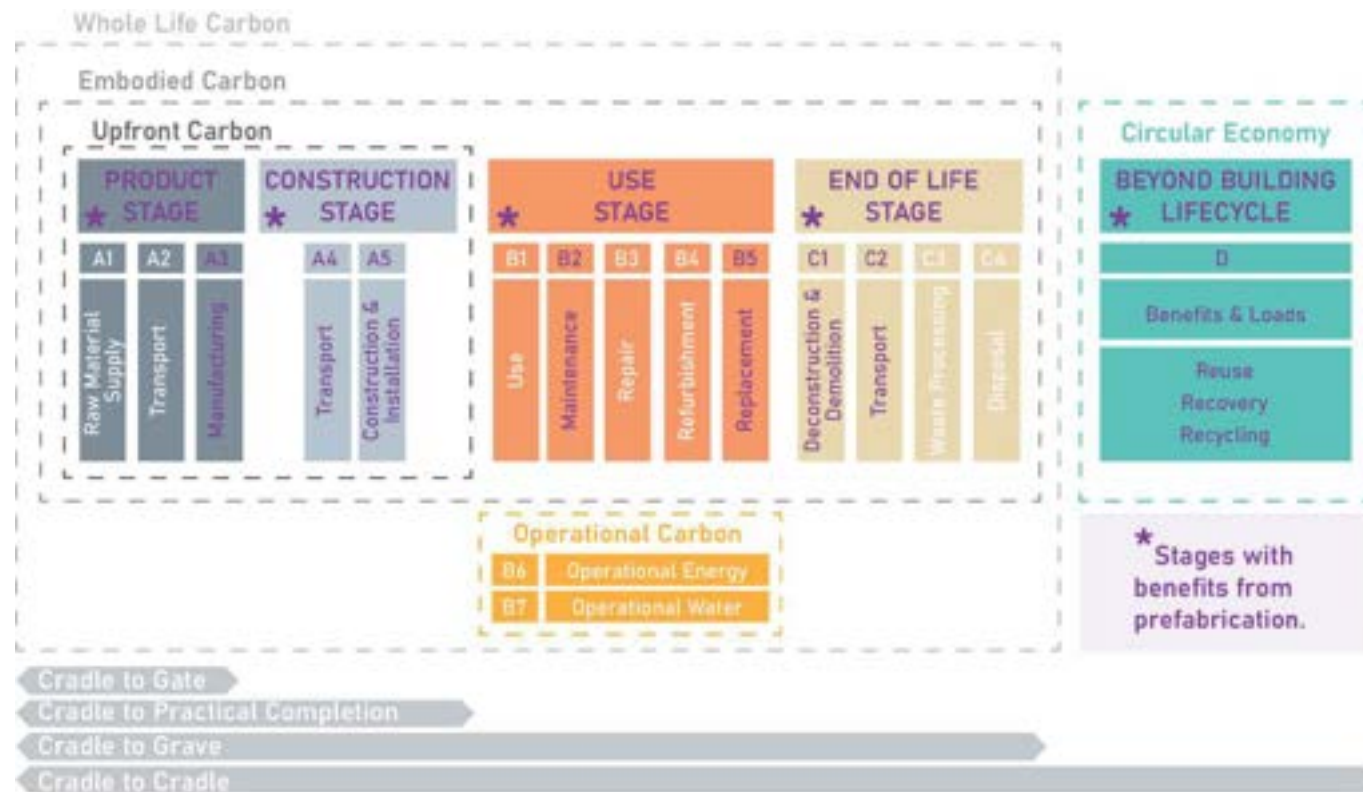 Whole Life Carbon
Embodied Carbon
Upfront Carbon
PRODUCT
* STAGE
CONSTRUCTION
* STAGE
USE
* STAGE
END OF LIFE
* STAGE
Circular Economy
BEYOND BUILDING
* LIFECYCLE
A1
A2
A3
A4
A5
B1
B2
B3
B4
B5
C1
C2
C3
C4
D
Raw Material
Supply
Transport
Manufacturing
Transport
Construction &
Installation
Use
Maintenance
Repair
Refurbishment
Replacement
Deconstruction &
Demolition
Transport
Waste Processing
Disposal
Benefits & Loads
Reuse
Recovery
Recycling
Operational Carbon
B6 Operational Energy
B7 Operational Water
*Stages with
benefits from
prefabrication.
Cradle to Gate
Cradle to Practical Completion
Cradle to Grave
Cradle to Cradle